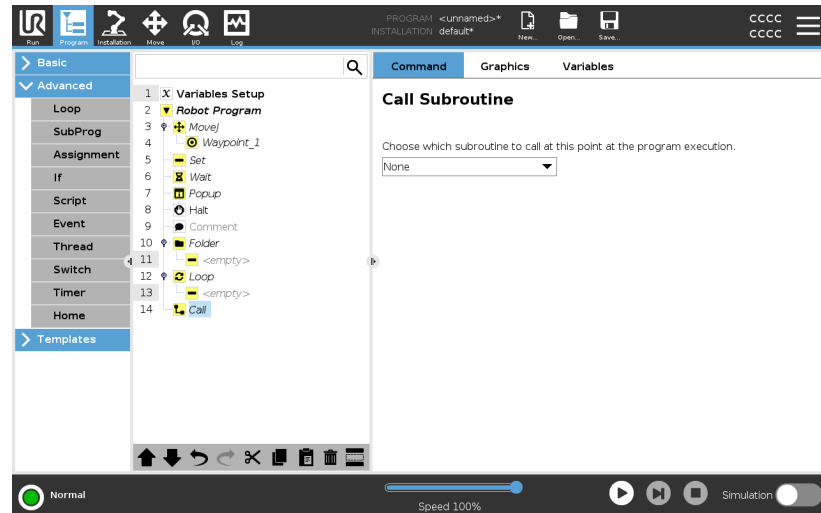 PROGRAM <unnamed>*
INSTALLATION default*
CCCC
CCCC
Run Program Installation Move I/O Log New... Open... Save...
Basic
Advanced
Loop
SubProg
Assignment
If
Script
Event
Thread
Switch
Timer
Home
Templates
1 X Variables Setup
2 Robot Program
3 MoveJ
4 Waypoint_1
5 Set
6 Wait
7 Popup
8 Halt
9 Comment
10 Folder
11 <empty>
12 Loop
13 <empty>
14 Call
Command Graphics Variables
Call Subroutine
Choose which subroutine to call at this point at the program execution.
None
Normal
Speed 100%
Simulation